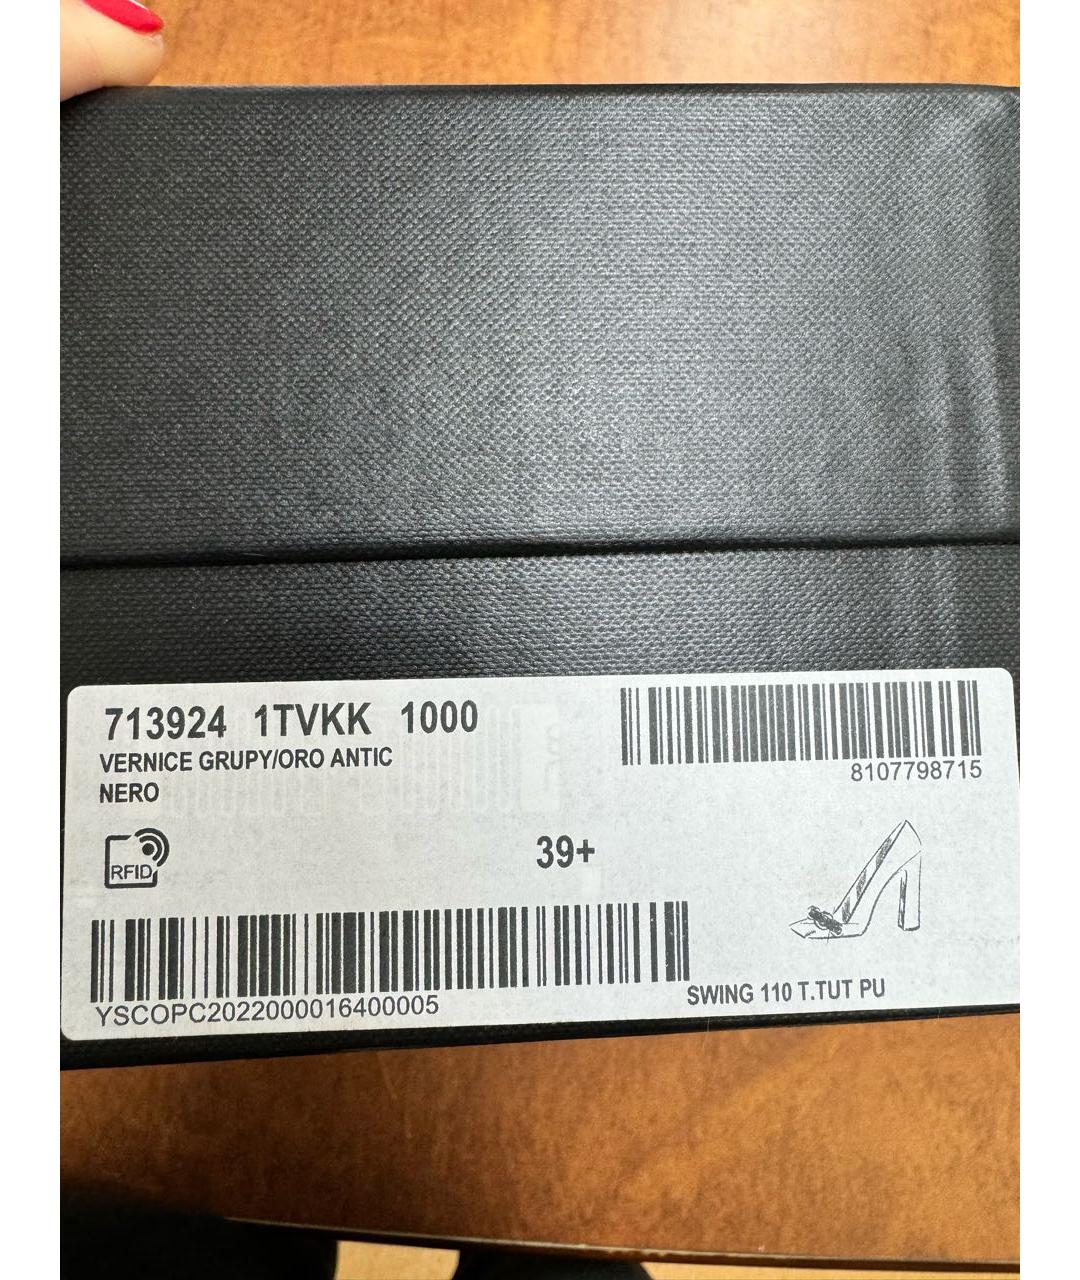 713924 1TVKK 1000
VERNICE GRUPY/ORO ANTIC
NERO
8107798715
RFID
39+
YSCOPC2022000016400005
SWING 110 T.TUT PU